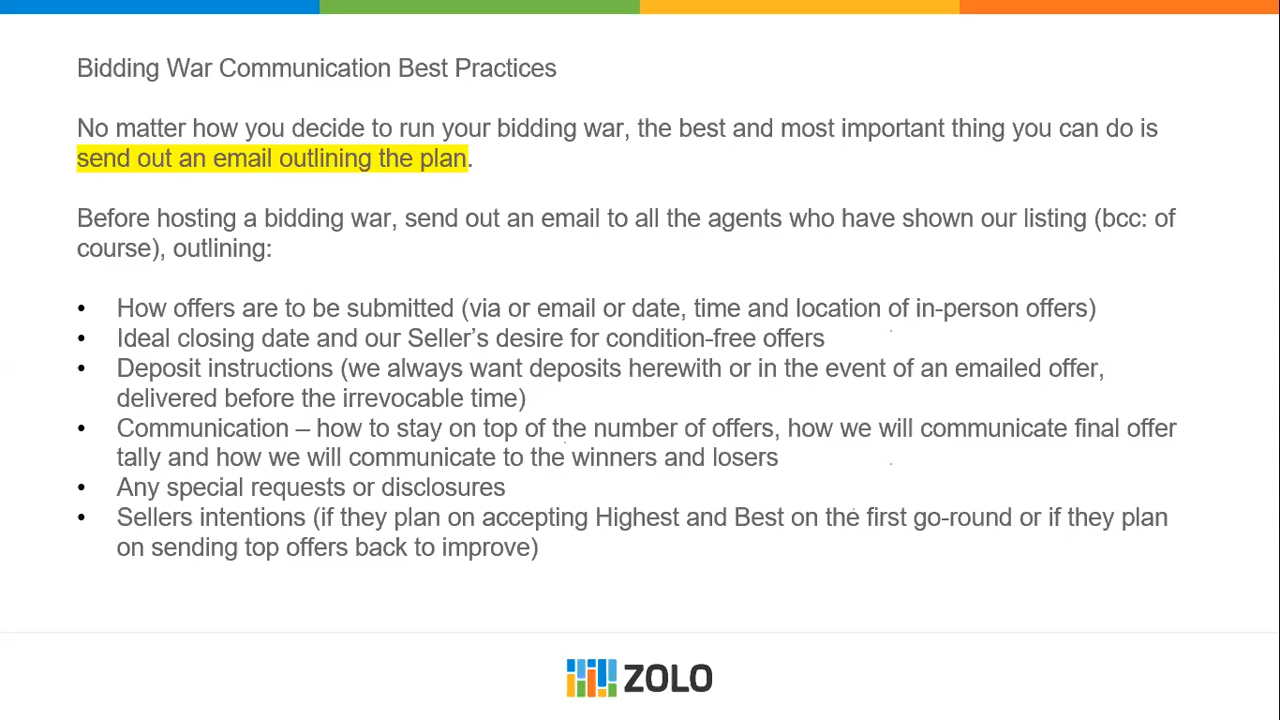 Bidding War Communication Best Practices
No matter how you decide to run your bidding war, the best and most important thing you can do is
send out an email outlining the plan.
Before hosting a bidding war, send out an email to all the agents who have shown our listing (bcc: of
course), outlining:
• How offers are to be submitted (via or email or date, time and location of in-person offers)
• Ideal closing date and our Seller's desire for condition-free offers
• Deposit instructions (we always want deposits herewith or in the event of an emailed offer,
delivered before the irrevocable time)
• Communication – how to stay on top of the number of offers, how we will communicate final offer
tally and how we will communicate to the winners and losers
• Any special requests or disclosures
• Sellers intentions (if they plan on accepting Highest and Best on the first go-round or if they plan
on sending top offers back to improve)
ZOLO